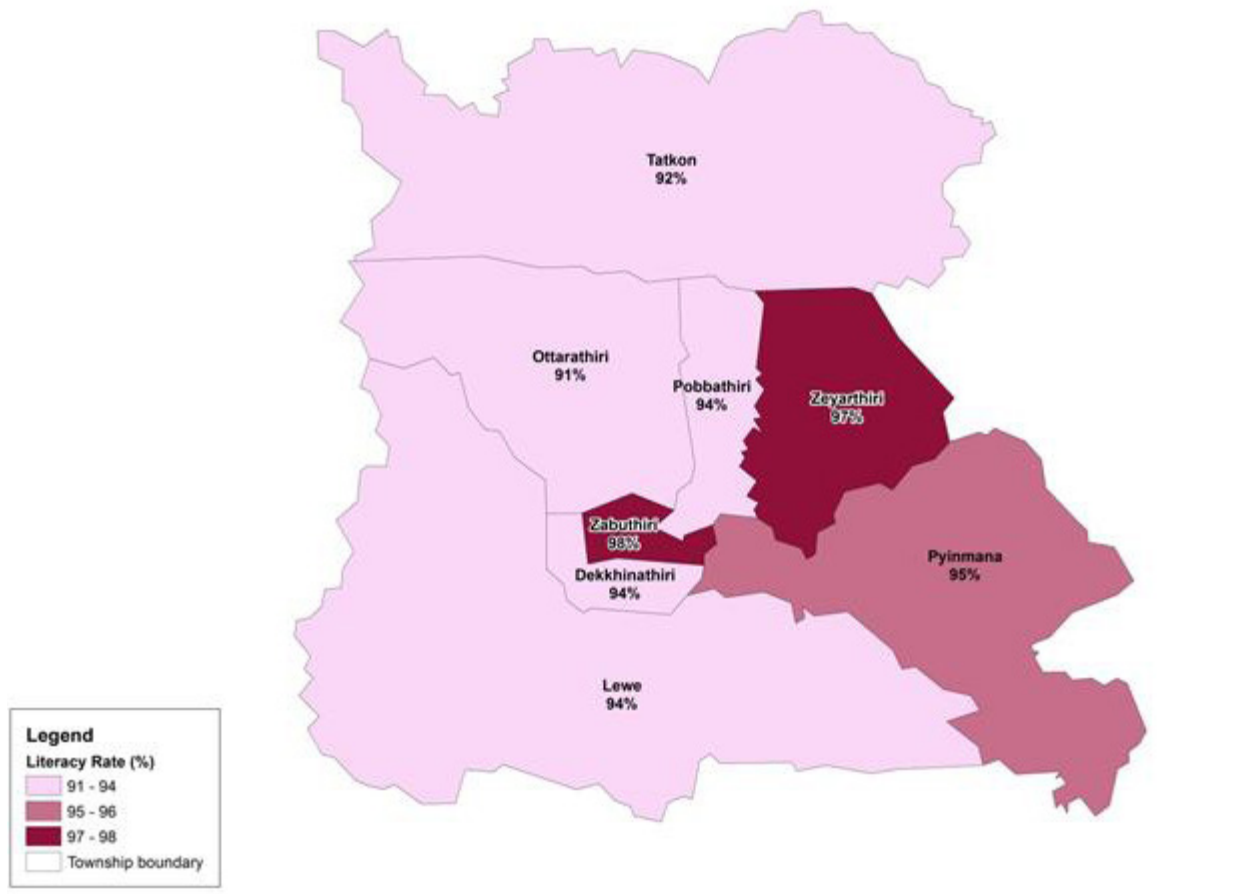 Tatkon
92%
Ottarathiri
91%
Pobbathiri
94%
Zeyarthiri
97%
Zabuthiri
98%
Dekkhinathiri
94%
Pyinmana
95%
Lewe
94%
Legend
Literacy Rate (%)
91 - 94
95 - 96
97 - 98
Township boundary